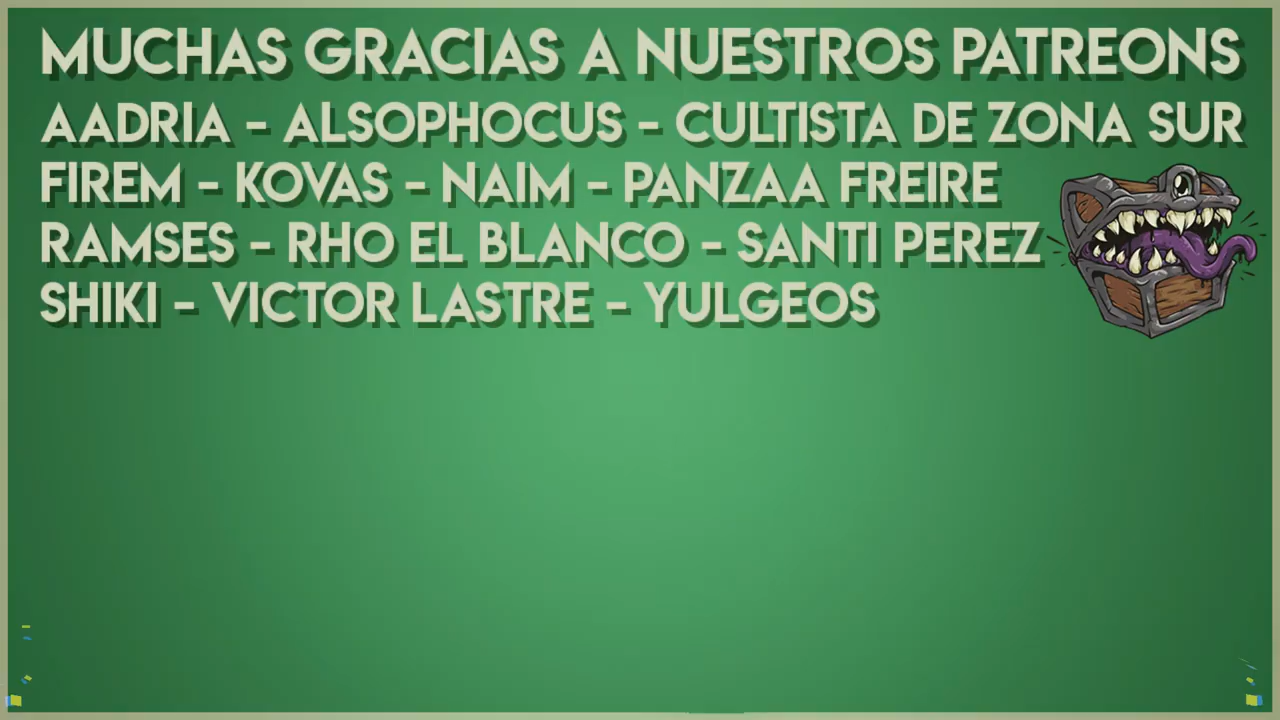 MUCHAS GRACIAS A NUESTROS PATREONS
AADRIA - ALSOPHOCUS - CULTISTA DE ZONA SUR
FIREM - KOVAS - NAIM - PANZAA FREIRE
RAMSES - RHO EL BLANCO - SANTI PEREZ
SHIKI - VICTOR LASTRE - YULGEOS